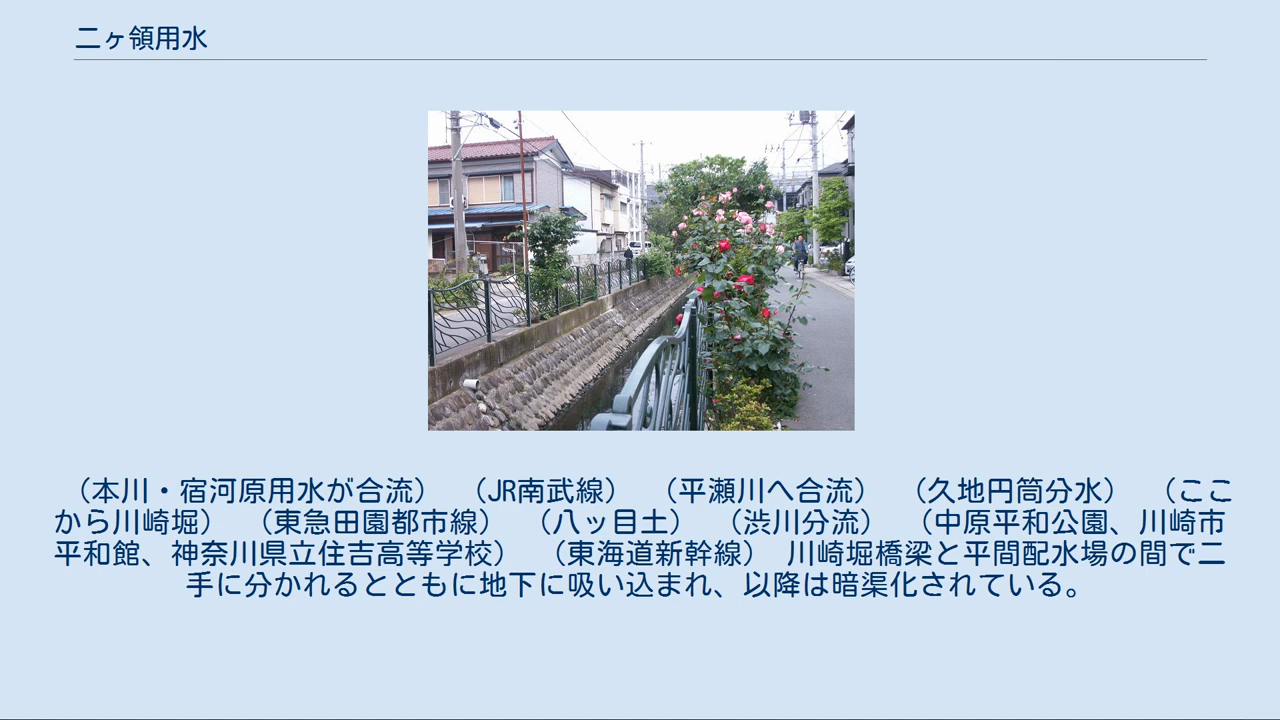 二ヶ領用水
（本川・宿河原用水が合流）　（JR南武線）　（平瀬川へ合流）　（久地円筒分水）　（ここ
から川崎堀）　（東急田園都市線）　（八ッ目土）　（渋川分流）　（中原平和公園、川崎市
平和館、神奈川県立住吉高等学校）　（東海道新幹線）　川崎堀橋梁と平間配水場の間で二
手に分かれるとともに地下に吸い込まれ、以降は暗渠化されている。